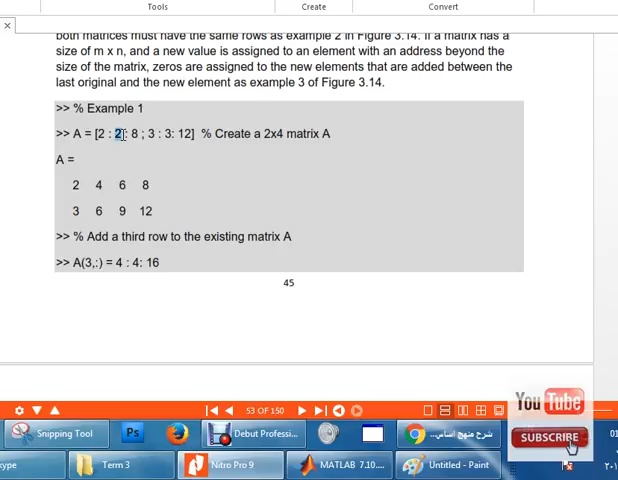 Tools Create Convert
both matrices must have the same rows as example 2 in Figure 3.14. If a matrix has a
size of m x n, and a new value is assigned to an element with an address beyond the
size of the matrix, zeros are assigned to the new elements that are added between the
last original and the new element as example 3 of Figure 3.14.
>> % Example 1
>> A = [2 : 2 : 8 ; 3 : 3: 12] % Create a 2x4 matrix A
A =
2 4 6 8
3 6 9 12
>> % Add a third row to the existing matrix A
>> A(3,:) = 4 : 4: 16
45
53 OF 150
You Tube
SUBSCRIBE
Snipping Tool
Ps
Debut Professi...
شرح منهج اساس...
01
kype
Term 3
Nitro Pro 9
MATLAB 7.10....
Untitled - Paint